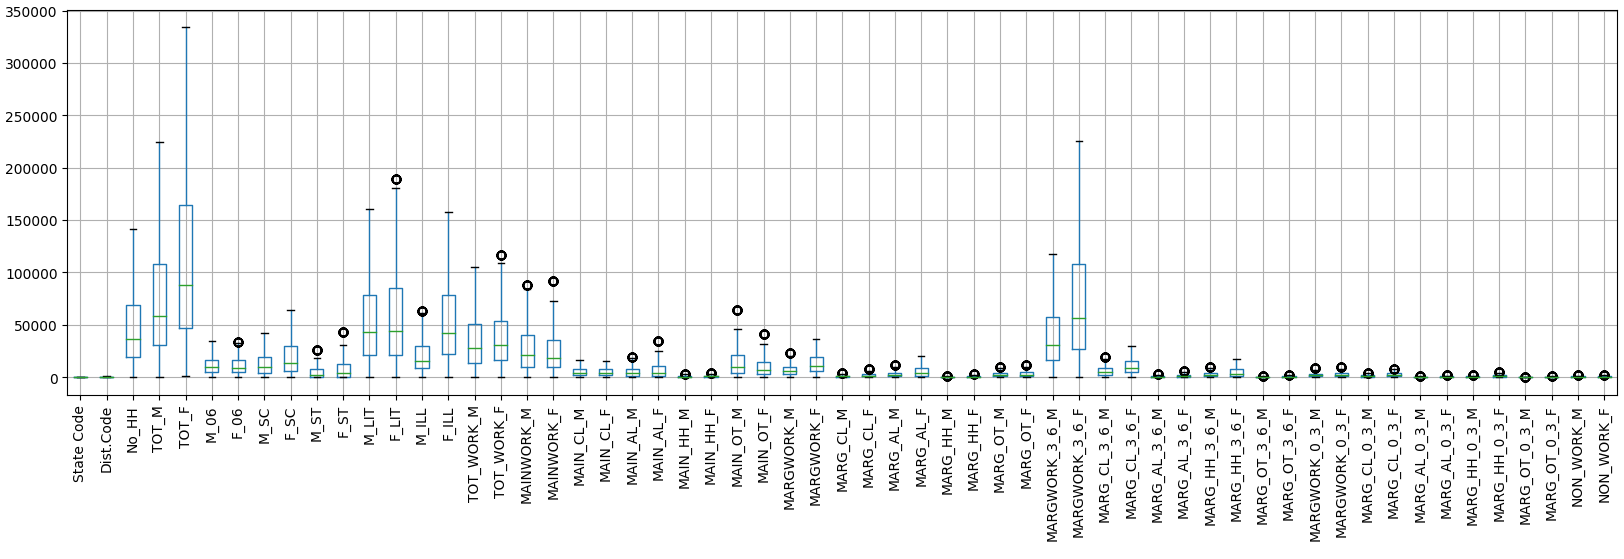 350000
300000
250000
200000
150000
100000
50000
0
State Code
Dist.Code
No_HH
TOT_M
TOT_F
M_06
F_06
M_SC
F_SC
M_ST
F_ST
M_LIT
F_LIT
M_ILL
F_ILL
TOT_WORK_M
TOT_WORK_F
MAINWORK_M
MAINWORK_F
MAIN_CL_M
MAIN_CL_F
MAIN_AL_M
MAIN_AL_F
MAIN_HH_M
MAIN_HH_F
MAIN_OT_M
MAIN_OT_F
MARGWORK_M
MARGWORK_F
MARG_CL_M
MARG_CL_F
MARG_AL_M
MARG_AL_F
MARG_HH_M
MARG_HH_F
MARG_OT_M
MARG_OT_F
MARGWORK_3_6_M
MARGWORK_3_6_F
MARG_CL_3_6_M
MARG_CL_3_6_F
MARG_AL_3_6_M
MARG_AL_3_6_F
MARG_HH_3_6_M
MARG_HH_3_6_F
MARG_OT_3_6_M
MARG_OT_3_6_F
MARGWORK_0_3_M
MARGWORK_0_3_F
MARG_CL_0_3_M
MARG_CL_0_3_F
MARG_AL_0_3_M
MARG_AL_0_3_F
MARG_HH_0_3_M
MARG_HH_0_3_F
MARG_OT_0_3_M
MARG_OT_0_3_F
NON_WORK_M
NON_WORK_F